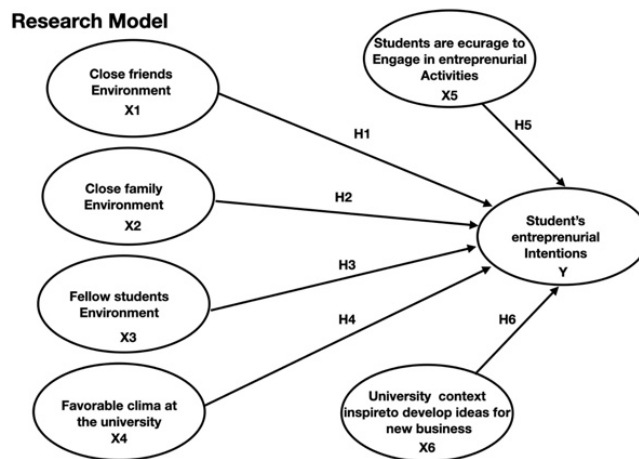 Research Model
Close friends
Environment
X1
H1
Close family
Environment
X2
H2
Fellow students
Environment
X3
H3
Favorable clima at
the university
X4
H4
Students are ecurage to
Engage in entreprenurial
Activities
X5
H5
Student's
entreprenurial
Intentions
Y
H6
University context
inspireto develop ideas for
new business
X6